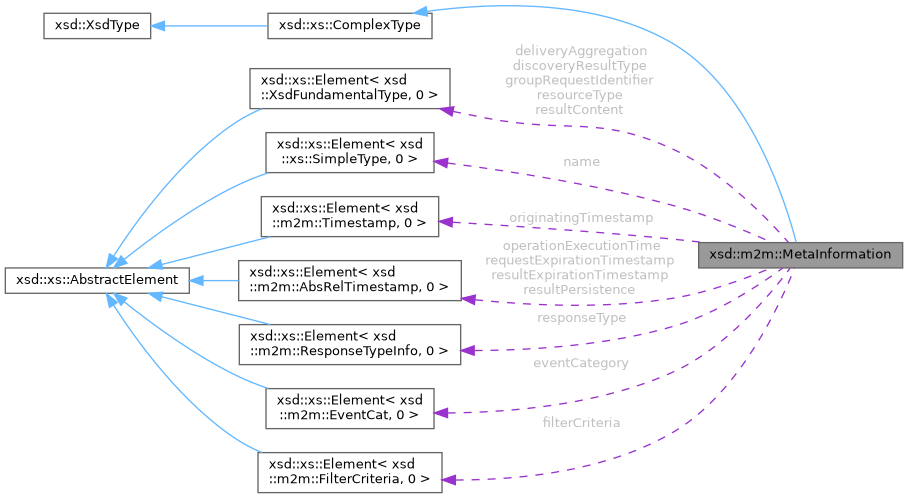 xsd::XsdType
xsd::xs::ComplexType
deliveryAggregation
discoveryResultType
groupRequestIdentifier
resourceType
resultContent
xsd::xs::Element< xsd
::XsdFundamentalType, 0 >
xsd::xs::Element< xsd
::xs::SimpleType, 0 >
name
xsd::xs::Element< xsd
::m2m::Timestamp, 0 >
originatingTimestamp
xsd::m2m::MetaInformation
operationExecutionTime
requestExpirationTimestamp
resultExpirationTimestamp
resultPersistence
xsd::xs::AbstractElement
xsd::xs::Element< xsd
::m2m::AbsRelTimestamp, 0 >
responseType
xsd::xs::Element< xsd
::m2m::ResponseTypeInfo, 0 >
eventCategory
xsd::xs::Element< xsd
::m2m::EventCat, 0 >
filterCriteria
xsd::xs::Element< xsd
::m2m::FilterCriteria, 0 >